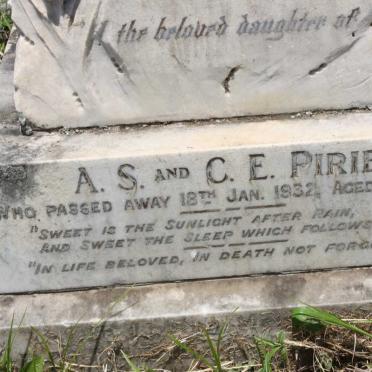 the beloved daughter of
A. S. AND C. E. PIRIE
WHO PASSED AWAY 18TH JAN. 1932, AGED
"SWEET IS THE SUNLIGHT AFTER RAIN,
AND SWEET THE SLEEP WHICH FOLLOWS
"IN LIFE BELOVED, IN DEATH NOT FORGO